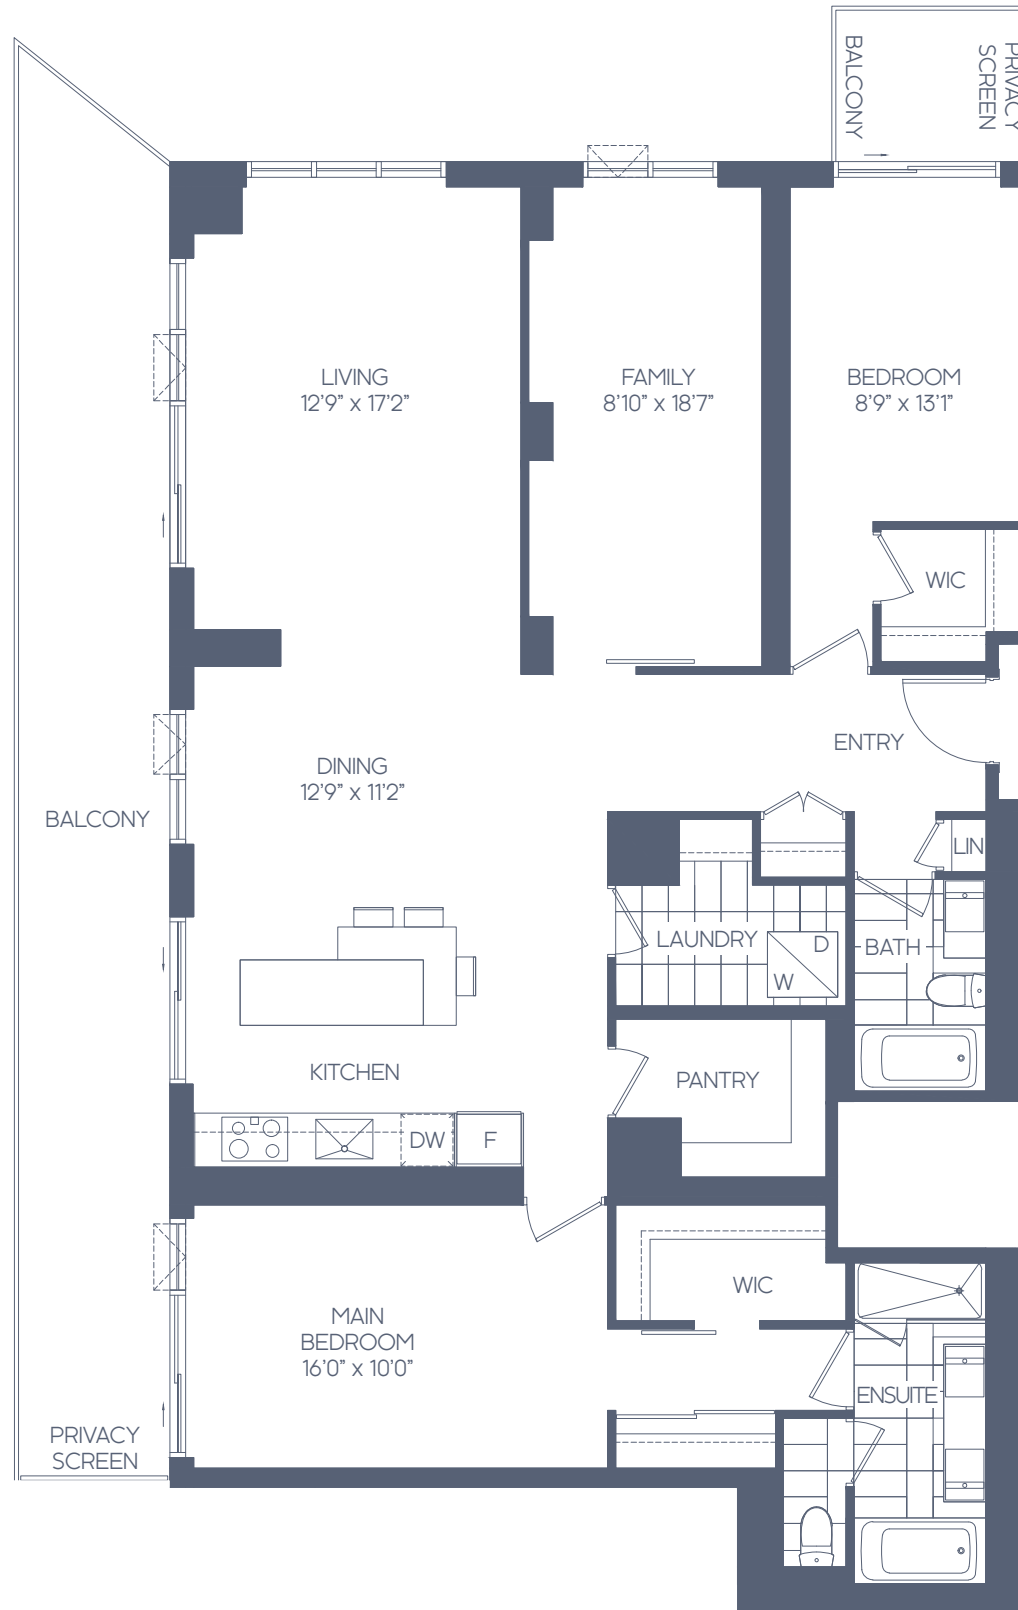 BALCONY
PRIVACY
SCREEN
LIVING
12'9" x 17'2"
FAMILY
8'10" x 18'7"
BEDROOM
8'9" x 13'1"
WIC
ENTRY
DINING
12'9" x 11'2"
BALCONY
LIN
LAUNDRY
D
W
BATH
KITCHEN
PANTRY
DW
F
WIC
MAIN
BEDROOM
16'0" x 10'0"
ENSUITE
PRIVACY
SCREEN